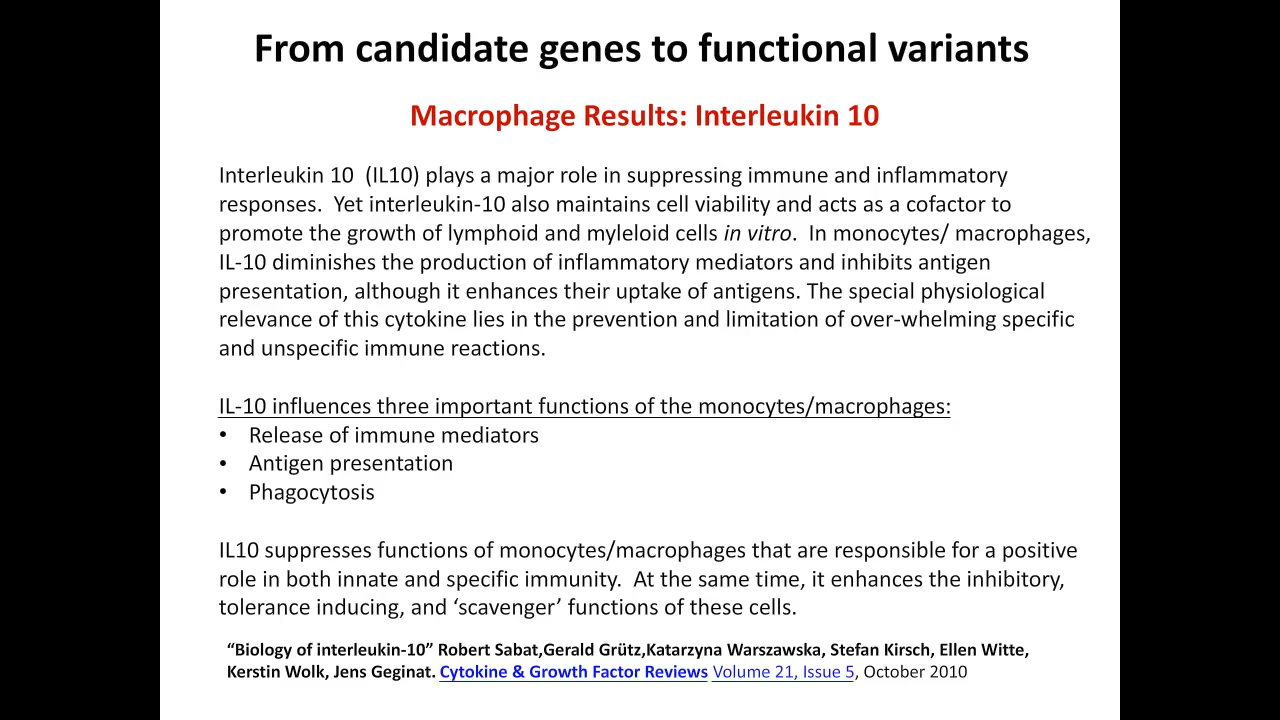 From candidate genes to functional variants
Macrophage Results: Interleukin 10
Interleukin 10  (IL10) plays a major role in suppressing immune and inflammatory
responses.  Yet interleukin-10 also maintains cell viability and acts as a cofactor to
promote the growth of lymphoid and myleloid cells in vitro.  In monocytes/ macrophages,
IL-10 diminishes the production of inflammatory mediators and inhibits antigen
presentation, although it enhances their uptake of antigens. The special physiological
relevance of this cytokine lies in the prevention and limitation of over-whelming specific
and unspecific immune reactions.
IL-10 influences three important functions of the monocytes/macrophages:
• Release of immune mediators
• Antigen presentation
• Phagocytosis
IL10 suppresses functions of monocytes/macrophages that are responsible for a positive
role in both innate and specific immunity.  At the same time, it enhances the inhibitory,
tolerance inducing, and ‘scavenger’ functions of these cells.
“Biology of interleukin-10” Robert Sabat,Gerald Grütz,Katarzyna Warszawska, Stefan Kirsch, Ellen Witte,
Kerstin Wolk, Jens Geginat. Cytokine & Growth Factor Reviews Volume 21, Issue 5, October 2010